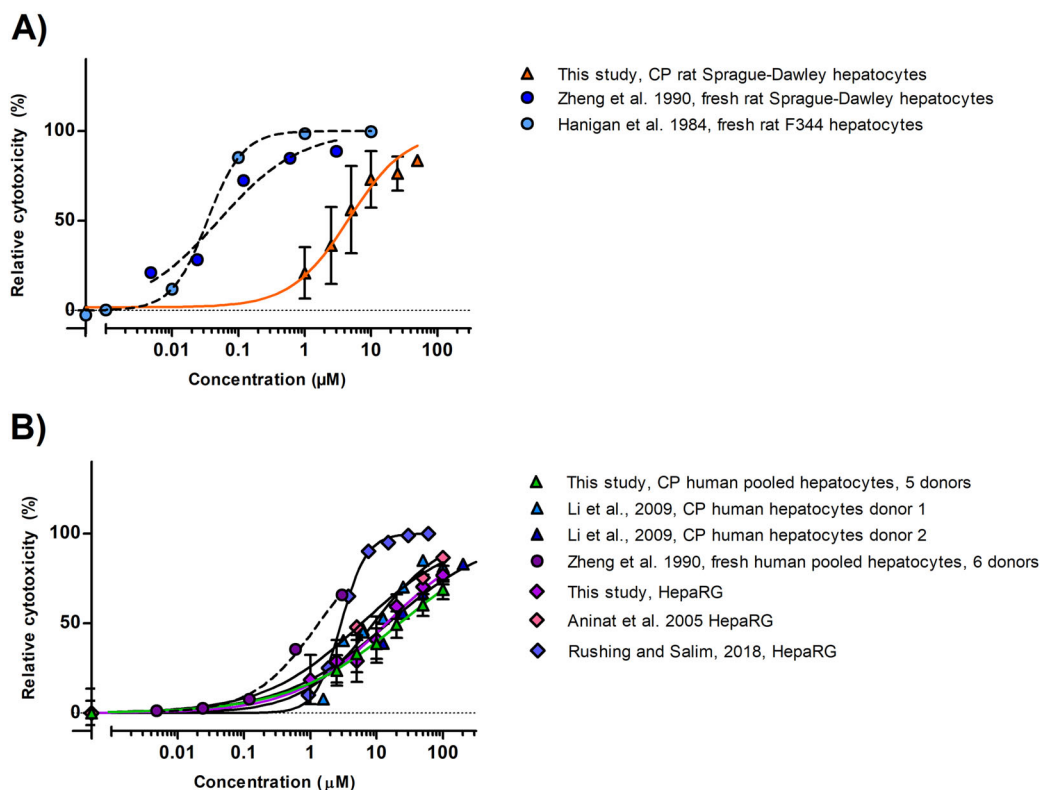 A)
This study, CP rat Sprague-Dawley hepatocytes
Zheng et al. 1990, fresh rat Sprague-Dawley hepatocytes
Hanigan et al. 1984, fresh rat F344 hepatocytes
Relative cytotoxicity (%)
100
50
0
0.01 0.1 1 10 100
Concentration (µM)
B)
This study, CP human pooled hepatocytes, 5 donors
Li et al., 2009, CP human hepatocytes donor 1
Li et al., 2009, CP human hepatocytes donor 2
Zheng et al. 1990, fresh human pooled hepatocytes, 6 donors
This study, HepaRG
Aninat et al. 2005 HepaRG
Rushing and Salim, 2018, HepaRG
Relative cytotoxicity (%)
100
50
0
0.01 0.1 1 10 100
Concentration (µM)